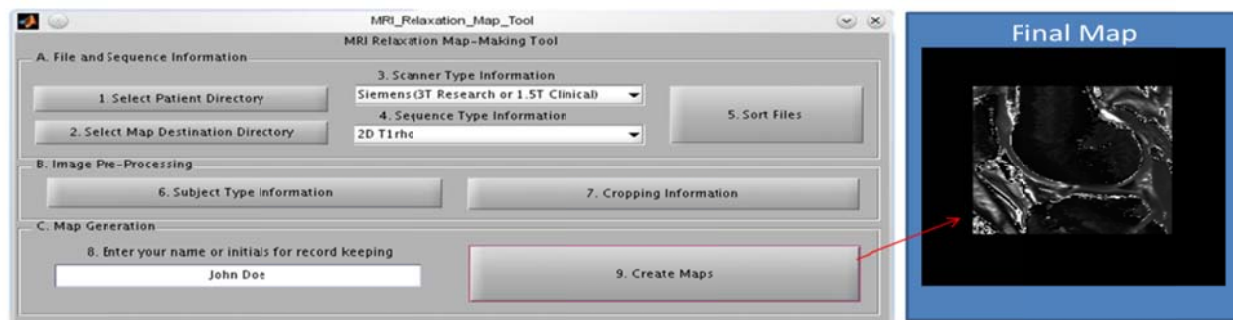 MRI_Relaxation_Map_Tool
MRI Relaxation Map-Making Tool
A. File and Sequence Information
1. Select Patient Directory
2. Select Map Destination Directory
3. Scanner Type Information
Siemens (3T Research or 1.5T Clinical)
4. Sequence Type Information
2D T1rho
5. Sort Files
B. Image Pre-Processing
6. Subject Type Information
7. Cropping Information
C. Map Generation
8. Enter your name or initials for record keeping
John Doe
9. Create Maps
Final Map